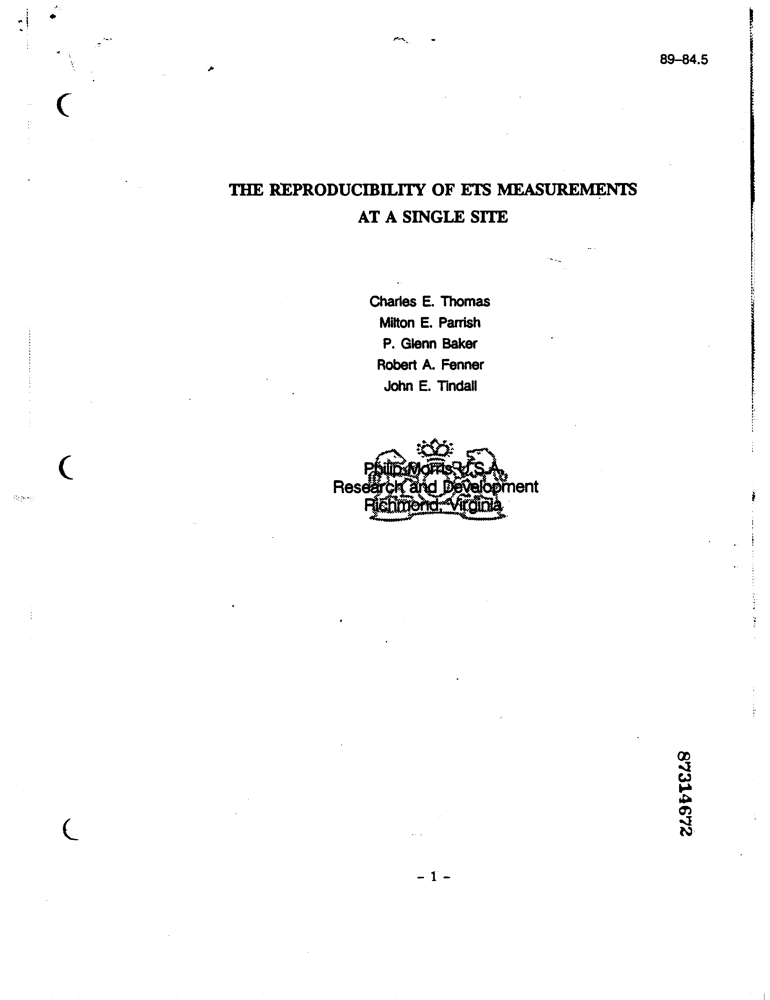 89-84.5
THE REPRODUCIBILITY OF ETS MEASUREMENTS
AT A SINGLE SITE
Charles E. Thomas
Milton E. Parrish
P. Glenn Baker
Robert A. Fenner
John E. Tindall
Philip Morris U.S.A.
Research and Development
Richmond, Virginia
87314672
- 1 -